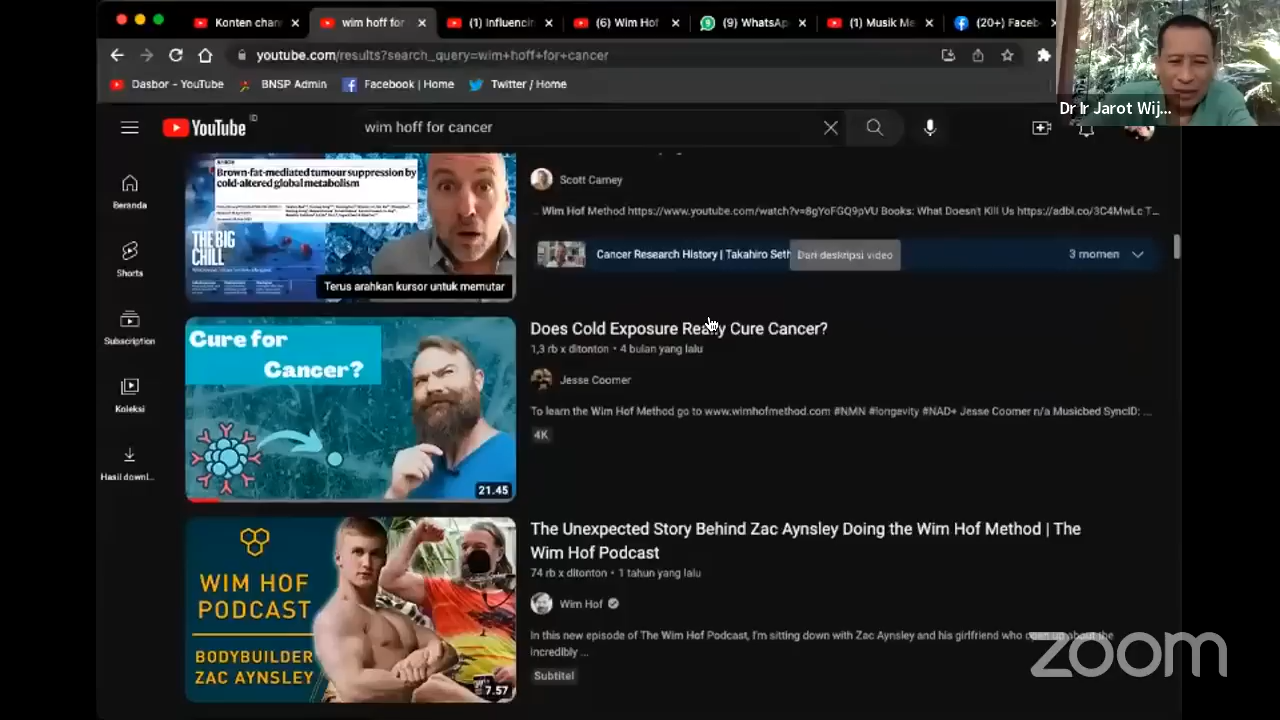 Konten chan
wim hoff for
(1) Influencin
(6) Wim Hof
(9) WhatsAp
(1) Musik Me
(20+) Faceb
youtube.com/results?search_query=wim+hoff+for+cancer
Dasbor - YouTube
BNSP Admin
Facebook | Home
Twitter / Home
Dr Ir Jarot Wij...
YouTube ID
wim hoff for cancer
Beranda
Shorts
Subscription
Koleksi
Hasil downl...
Brown-fat-mediated tumour suppression by
cold-altered global metabolism
THE BIG
CHILL
Terus arahkan kursor untuk memutar
Scott Carney
... Wim Hof Method https://www.youtube.com/watch?v=8gYoFGQ9pVU Books: What Doesn't Kill Us https://adbl.co/3C4MwLc T...
Cancer Research History | Takahiro Seth
Dari deskripsi video
3 momen
Cure for
Cancer?
21.45
Does Cold Exposure Really Cure Cancer?
1,3 rb x ditonton • 4 bulan yang lalu
Jesse Coomer
To learn the Wim Hof Method go to www.wimhofmethod.com #NMN #longevity #NAD+ Jesse Coomer n/a Musicbed SyncID: ...
4K
WIM HOF
PODCAST
BODYBUILDER
ZAC AYNSLEY
7.57
The Unexpected Story Behind Zac Aynsley Doing the Wim Hof Method | The
Wim Hof Podcast
74 rb x ditonton • 1 tahun yang lalu
Wim Hof
In this new episode of The Wim Hof Podcast, I'm sitting down with Zac Aynsley and his girlfriend who open up about the
incredibly ...
Subtitel
zoom